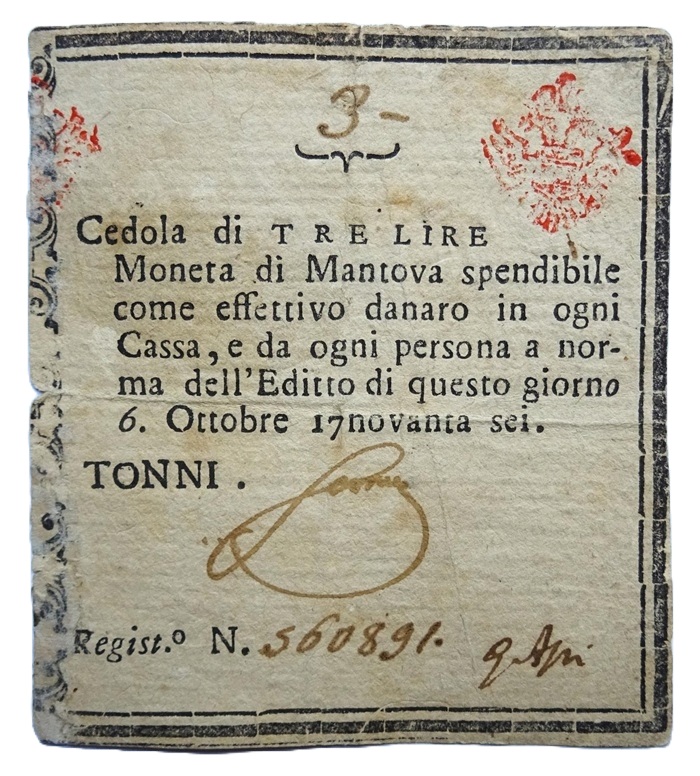 3-
Cedola di TRE LIRE
Moneta di Mantova spendibile
come effettivo danaro in ogni
Cassa, e da ogni persona a nor-
ma dell'Editto di questo giorno
6. Ottobre 17novanta sei.
TONNI.
Regist.º N. 560891.